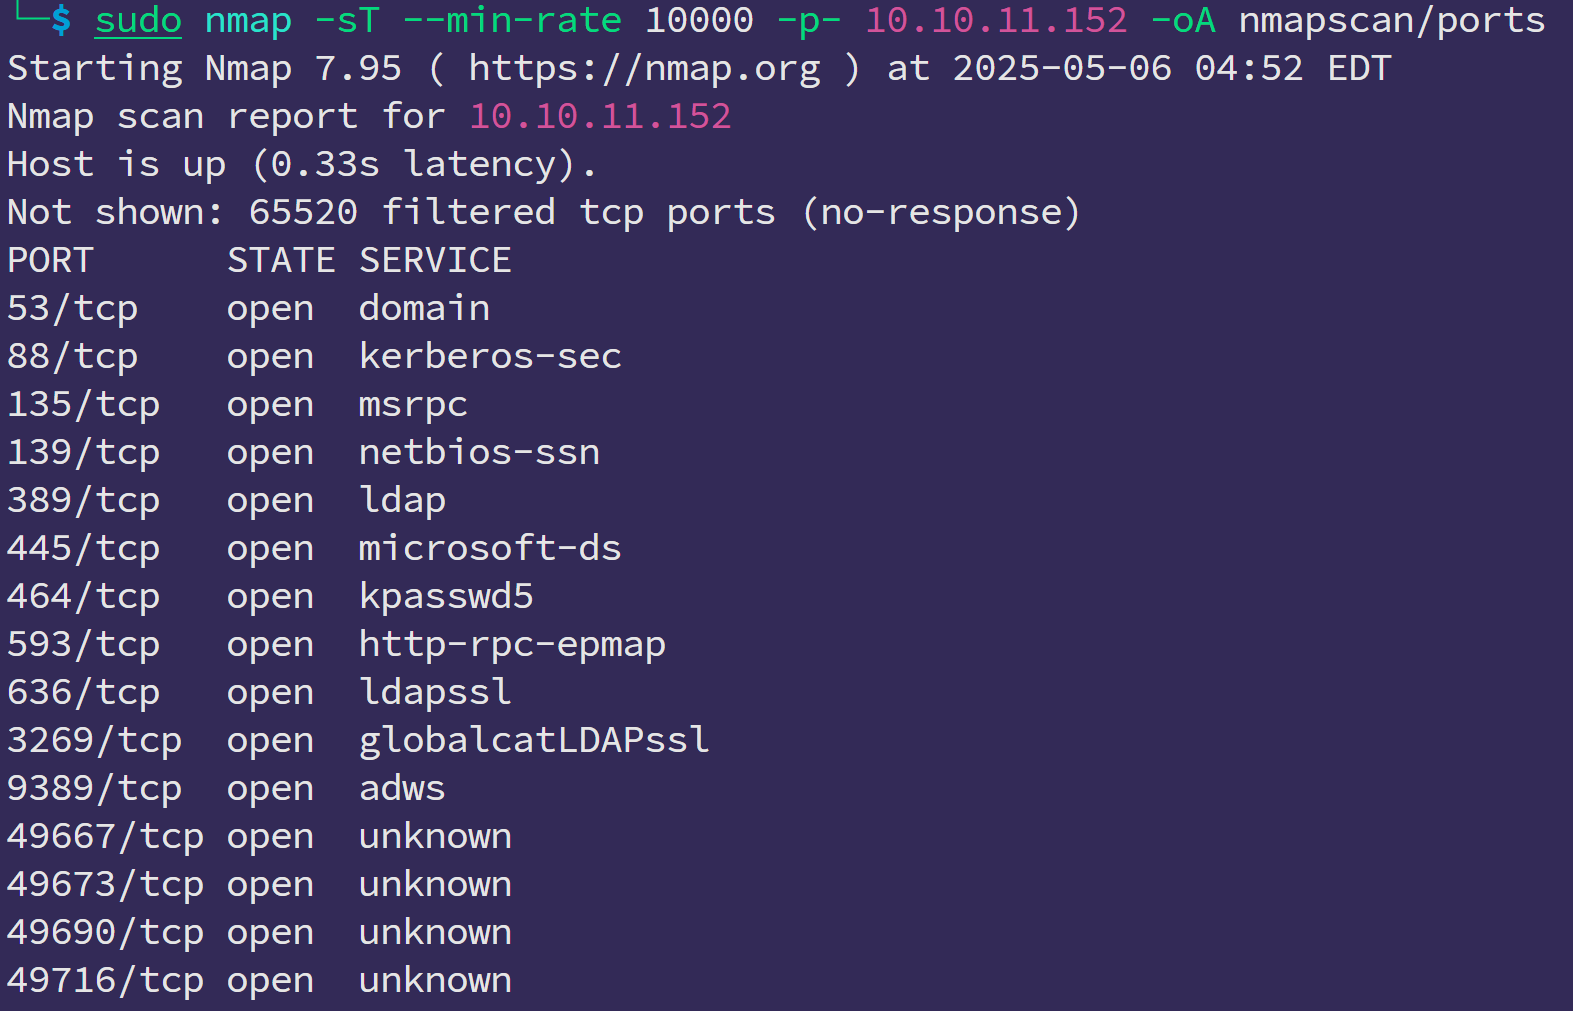 └─$ sudo nmap -sT --min-rate 10000 -p- 10.10.11.152 -oA nmapscan/ports
Starting Nmap 7.95 ( https://nmap.org ) at 2025-05-06 04:52 EDT
Nmap scan report for 10.10.11.152
Host is up (0.33s latency).
Not shown: 65520 filtered tcp ports (no-response)
PORT      STATE SERVICE
53/tcp    open  domain
88/tcp    open  kerberos-sec
135/tcp   open  msrpc
139/tcp   open  netbios-ssn
389/tcp   open  ldap
445/tcp   open  microsoft-ds
464/tcp   open  kpasswd5
593/tcp   open  http-rpc-epmap
636/tcp   open  ldapssl
3269/tcp  open  globalcatLDAPssl
9389/tcp  open  adws
49667/tcp open  unknown
49673/tcp open  unknown
49690/tcp open  unknown
49716/tcp open  unknown